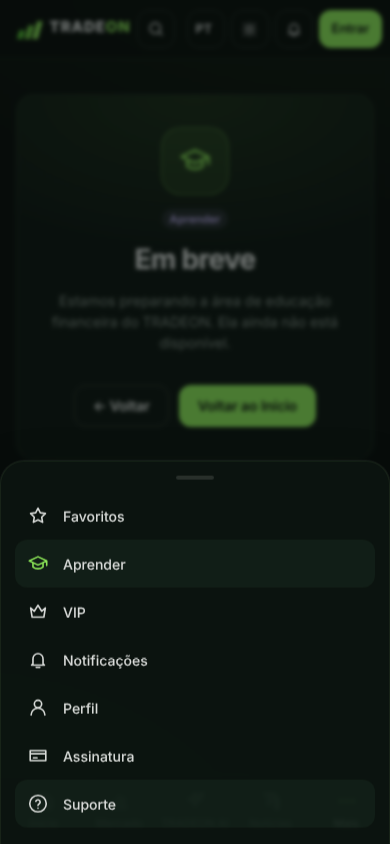 TRADEON
PT
Entrar
Aprender
Em breve
Estamos preparando a área de educação
financeira do TRADEON. Ela ainda não está
disponível.
← Voltar
Voltar ao Início
Favoritos
Aprender
VIP
Notificações
Perfil
Assinatura
Suporte